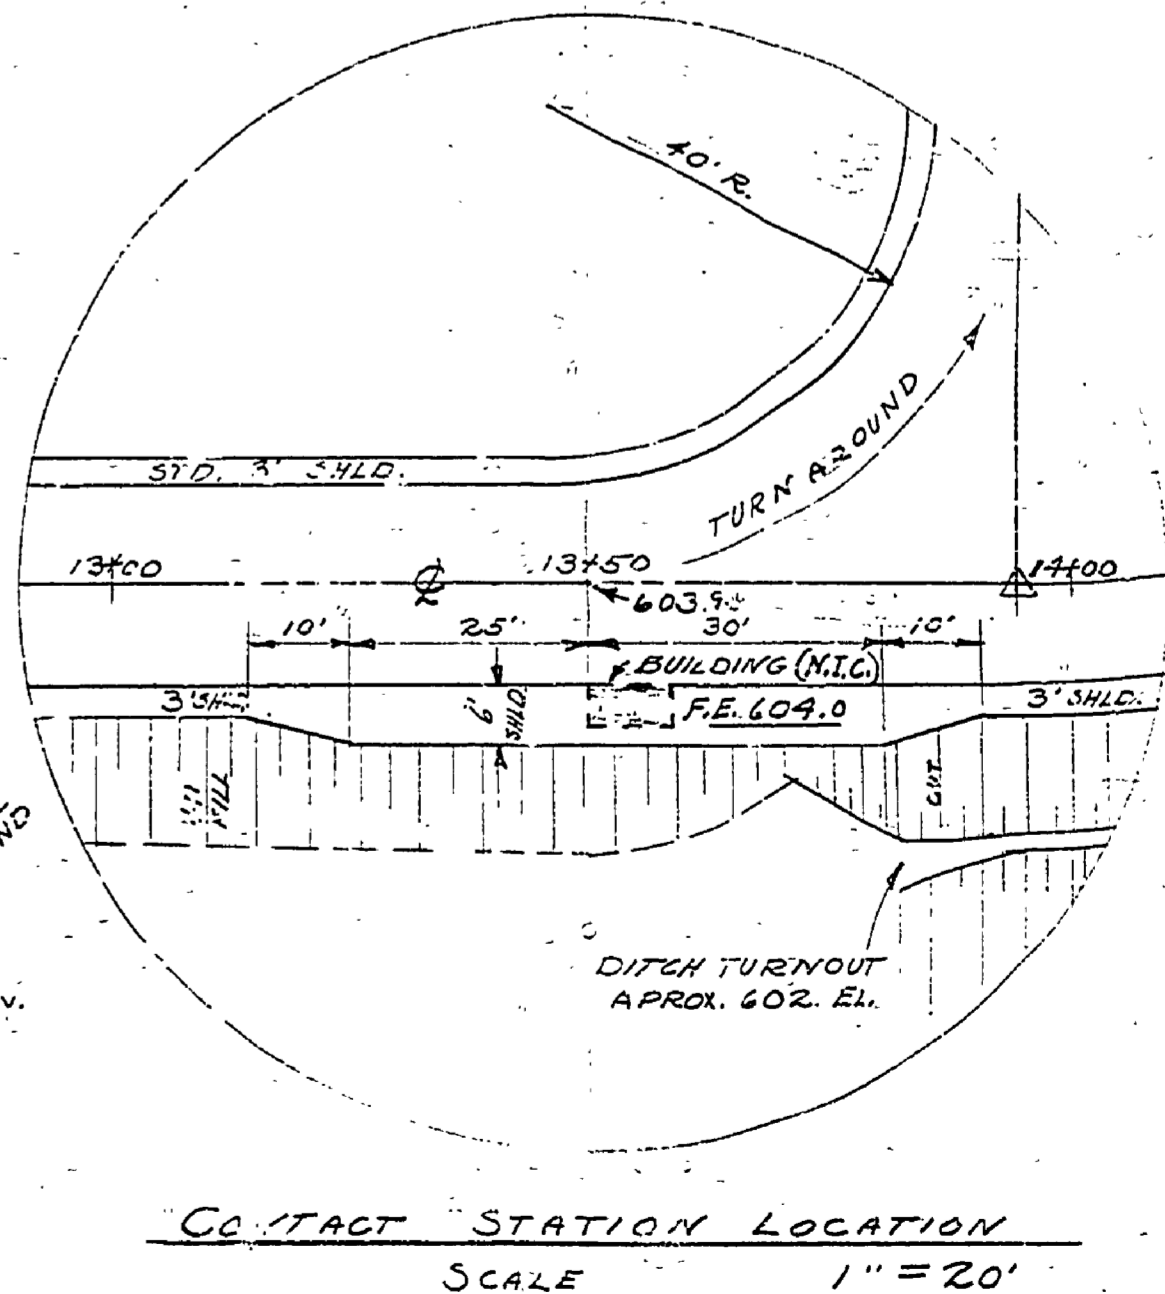 40' R.
STD. 3' SHLD.
TURN AROUND
13+00
13+50
14+00
603.9
10'
25'
30'
10'
BUILDING (N.I.C.)
3' SHLD.
6' SHLD.
F.E. 604.0
3' SHLD.
FILL
CUT
DITCH TURNOUT
APROX. 602. EL.
V.
CONTACT STATION LOCATION
SCALE 1" = 20'